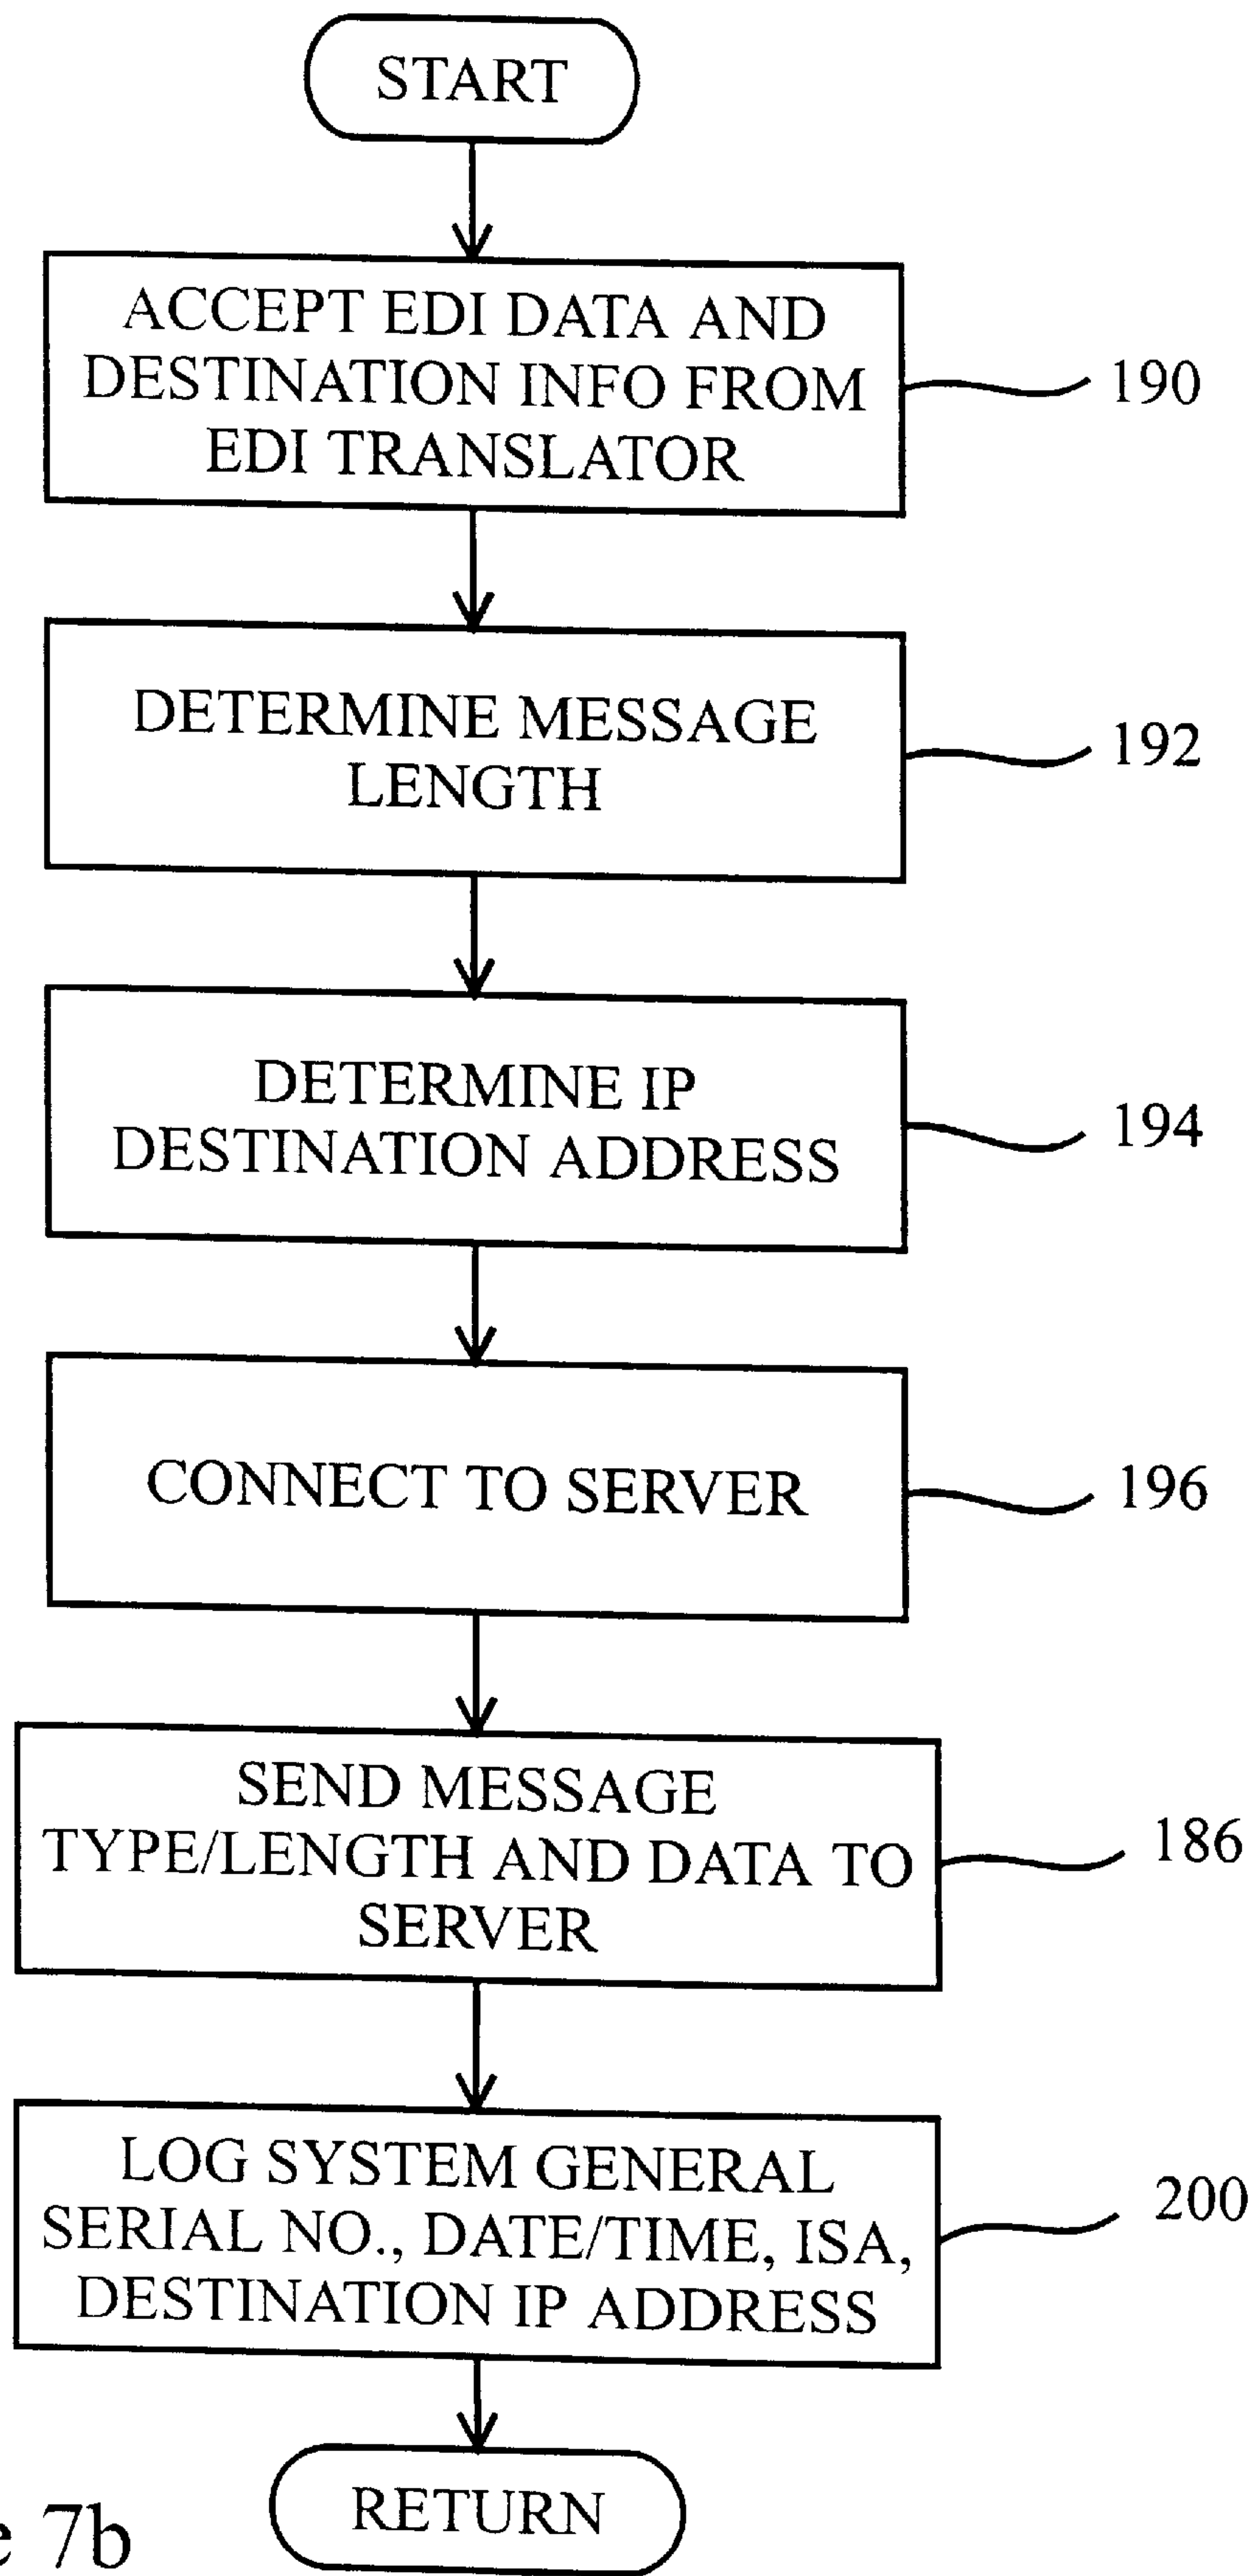 START
ACCEPT EDI DATA AND
DESTINATION INFO FROM
EDI TRANSLATOR
190
DETERMINE MESSAGE
LENGTH
192
DETERMINE IP
DESTINATION ADDRESS
194
CONNECT TO SERVER
196
SEND MESSAGE
TYPE/LENGTH AND DATA TO
SERVER
186
LOG SYSTEM GENERAL
SERIAL NO., DATE/TIME, ISA,
DESTINATION IP ADDRESS
200
RETURN
e 7b